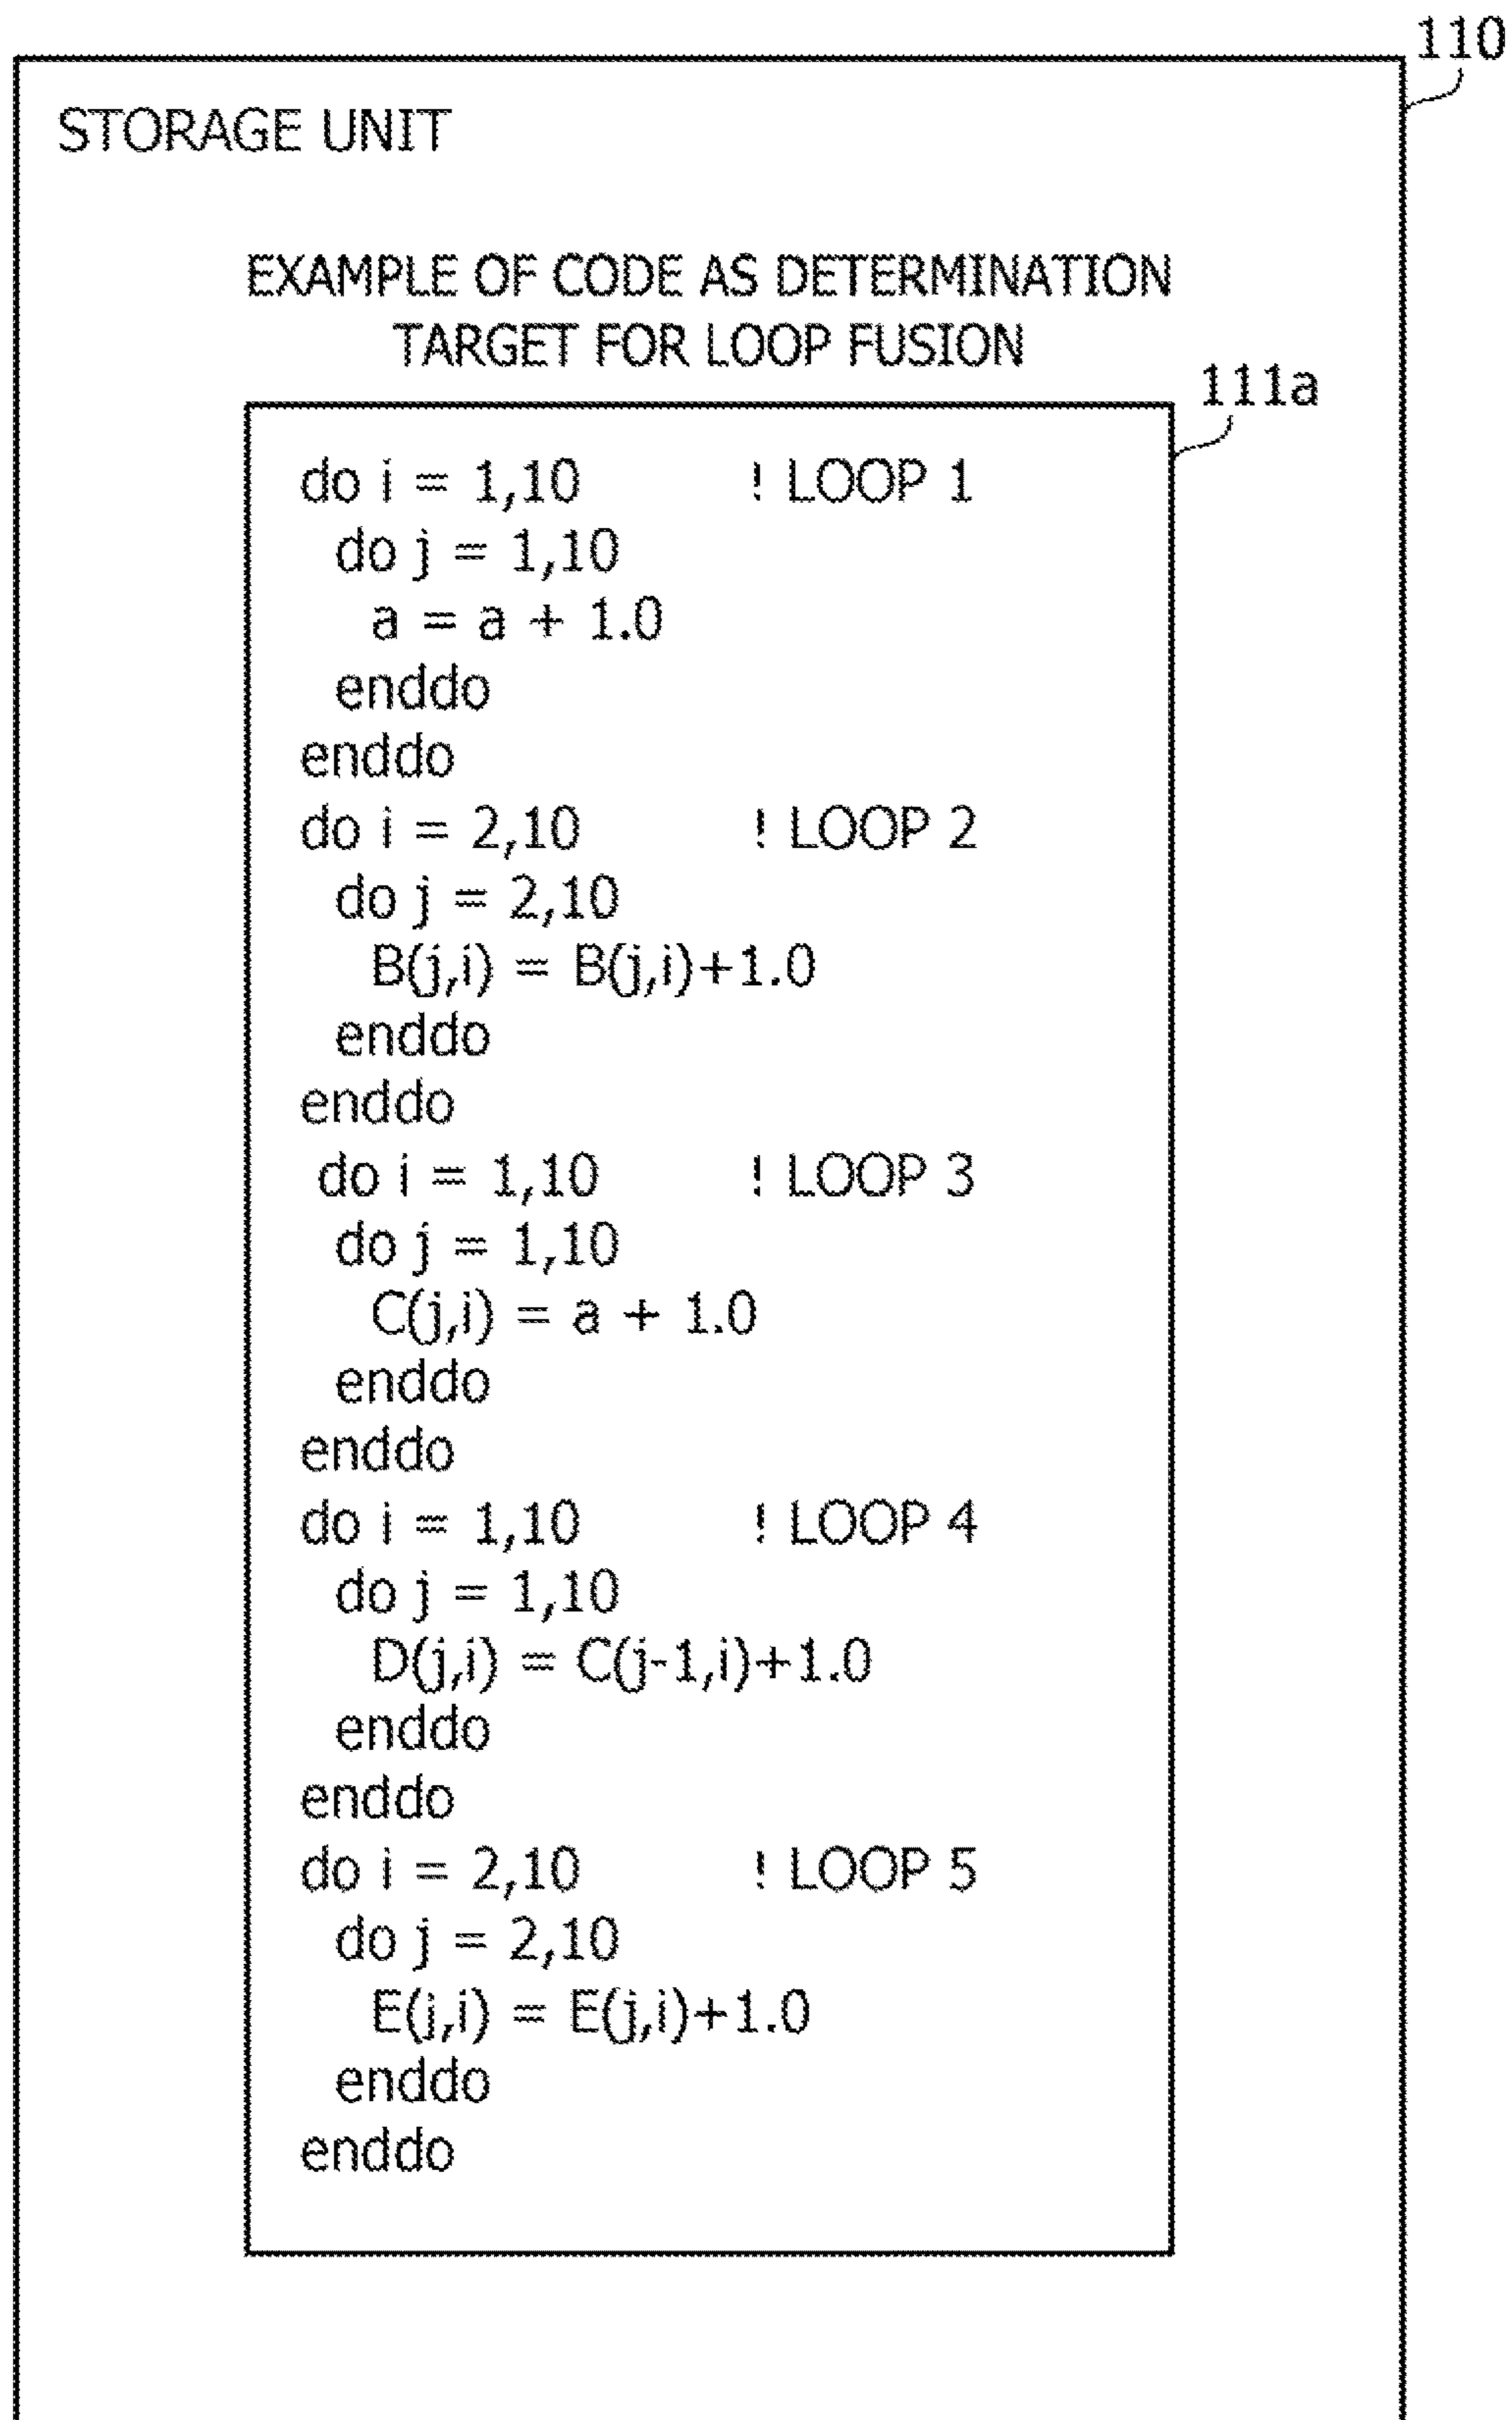 110
STORAGE UNIT
EXAMPLE OF CODE AS DETERMINATION
TARGET FOR LOOP FUSION
111a
do i = 1,10 ! LOOP 1
do j = 1,10
a = a + 1.0
enddo
enddo
do i = 2,10 ! LOOP 2
do j = 2,10
B(j,i) = B(j,i)+1.0
enddo
enddo
do i = 1,10 ! LOOP 3
do j = 1,10
C(j,i) = a + 1.0
enddo
enddo
do i = 1,10 ! LOOP 4
do j = 1,10
D(j,i) = C(j-1,i)+1.0
enddo
enddo
do i = 2,10 ! LOOP 5
do j = 2,10
E(j,i) = E(j,i)+1.0
enddo
enddo